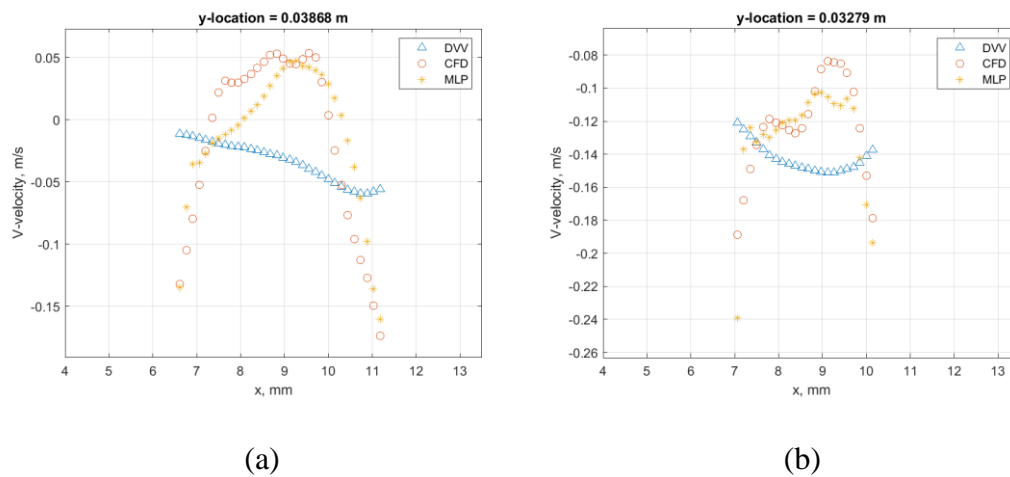 y-location = 0.03868 m
DVV
CFD
MLP
0.05
0
-0.05
-0.1
-0.15
V-velocity, m/s
4 5 6 7 8 9 10 11 12 13
x, mm
(a)
y-location = 0.03279 m
DVV
CFD
MLP
-0.08
-0.1
-0.12
-0.14
-0.16
-0.18
-0.2
-0.22
-0.24
-0.26
V-velocity, m/s
4 5 6 7 8 9 10 11 12 13
x, mm
(b)